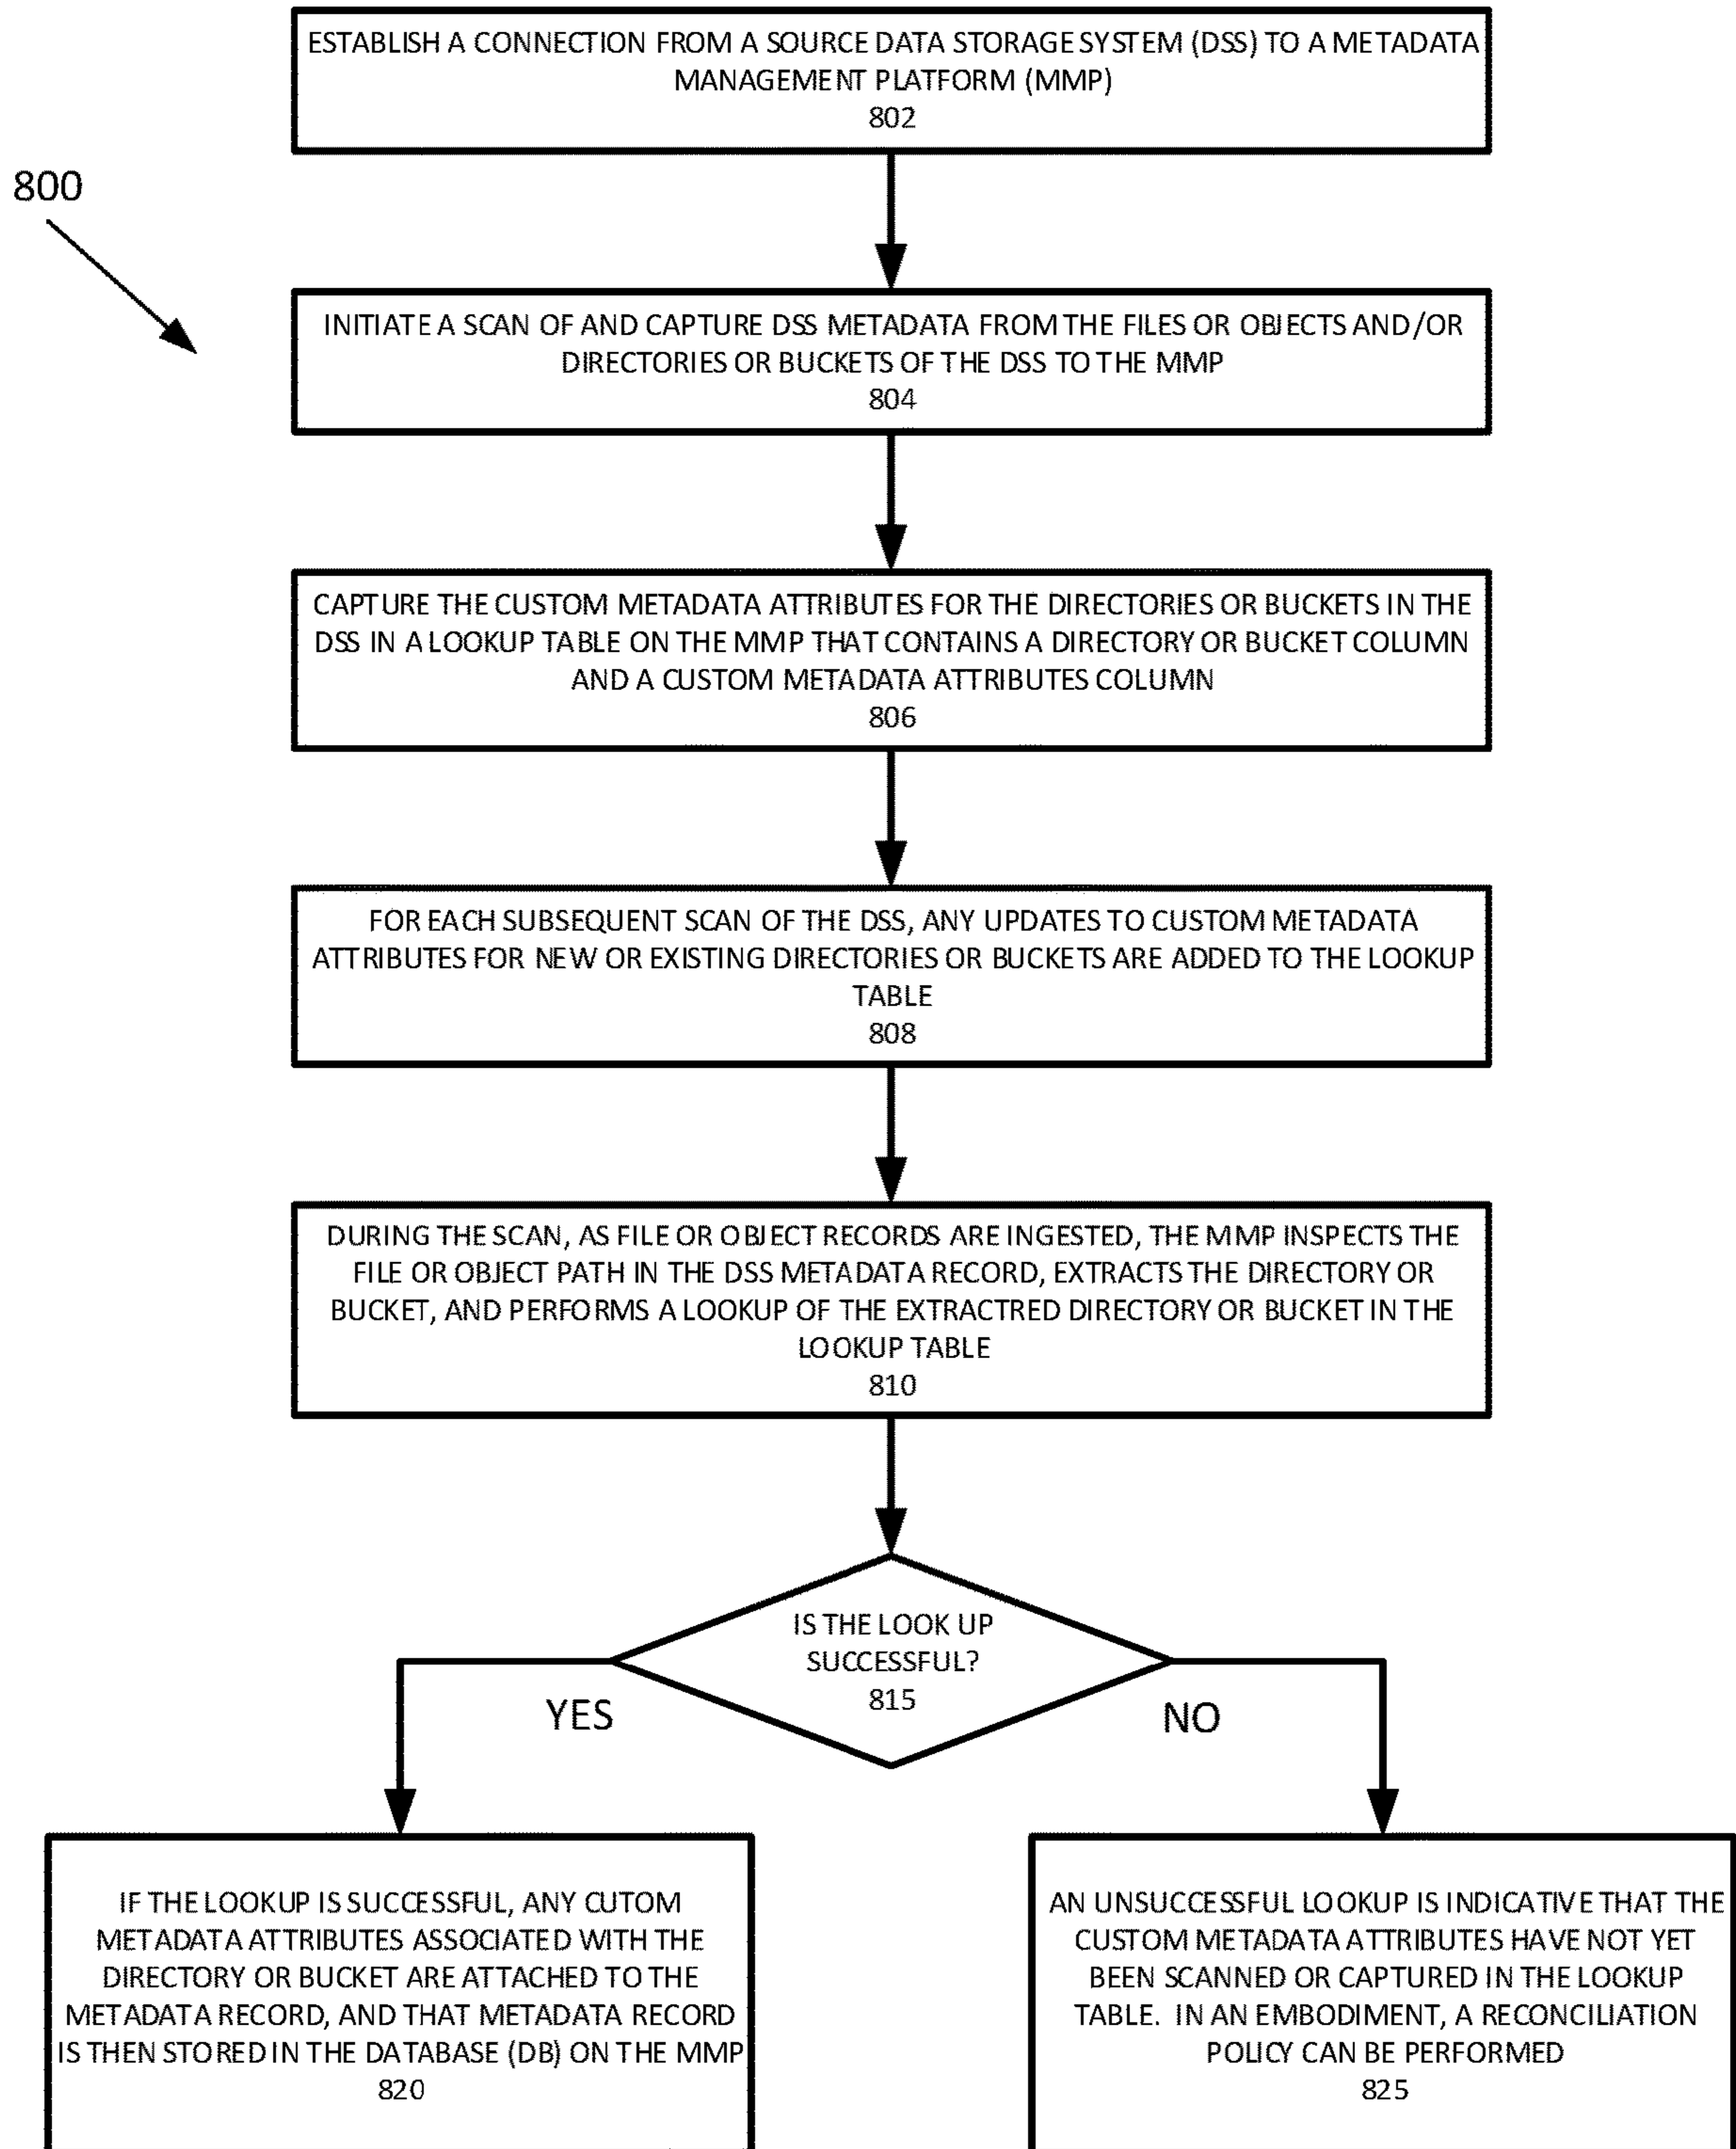 ESTABLISH A CONNECTION FROM A SOURCE DATA STORAGE SYSTEM (DSS) TO A METADATA
MANAGEMENT PLATFORM (MMP)
802
800
INITIATE A SCAN OF AND CAPTURE DSS METADATA FROM THE FILES OR OBJECTS AND/OR
DIRECTORIES OR BUCKETS OF THE DSS TO THE MMP
804
CAPTURE THE CUSTOM METADATA ATTRIBUTES FOR THE DIRECTORIES OR BUCKETS IN THE
DSS IN A LOOKUP TABLE ON THE MMP THAT CONTAINS A DIRECTORY OR BUCKET COLUMN
AND A CUSTOM METADATA ATTRIBUTES COLUMN
806
FOR EACH SUBSEQUENT SCAN OF THE DSS, ANY UPDATES TO CUSTOM METADATA
ATTRIBUTES FOR NEW OR EXISTING DIRECTORIES OR BUCKETS ARE ADDED TO THE LOOKUP
TABLE
808
DURING THE SCAN, AS FILE OR OBJECT RECORDS ARE INGESTED, THE MMP INSPECTS THE
FILE OR OBJECT PATH IN THE DSS METADATA RECORD, EXTRACTS THE DIRECTORY OR
BUCKET, AND PERFORMS A LOOKUP OF THE EXTRACTRED DIRECTORY OR BUCKET IN THE
LOOKUP TABLE
810
IS THE LOOK UP
SUCCESSFUL?
815
YES
NO
IF THE LOOKUP IS SUCCESSFUL, ANY CUTOM
METADATA ATTRIBUTES ASSOCIATED WITH THE
DIRECTORY OR BUCKET ARE ATTACHED TO THE
METADATA RECORD, AND THAT METADATA RECORD
IS THEN STORED IN THE DATABASE (DB) ON THE MMP
820
AN UNSUCCESSFUL LOOKUP IS INDICATIVE THAT THE
CUSTOM METADATA ATTRIBUTES HAVE NOT YET
BEEN SCANNED OR CAPTURED IN THE LOOKUP
TABLE. IN AN EMBODIMENT, A RECONCILIATION
POLICY CAN BE PERFORMED
825